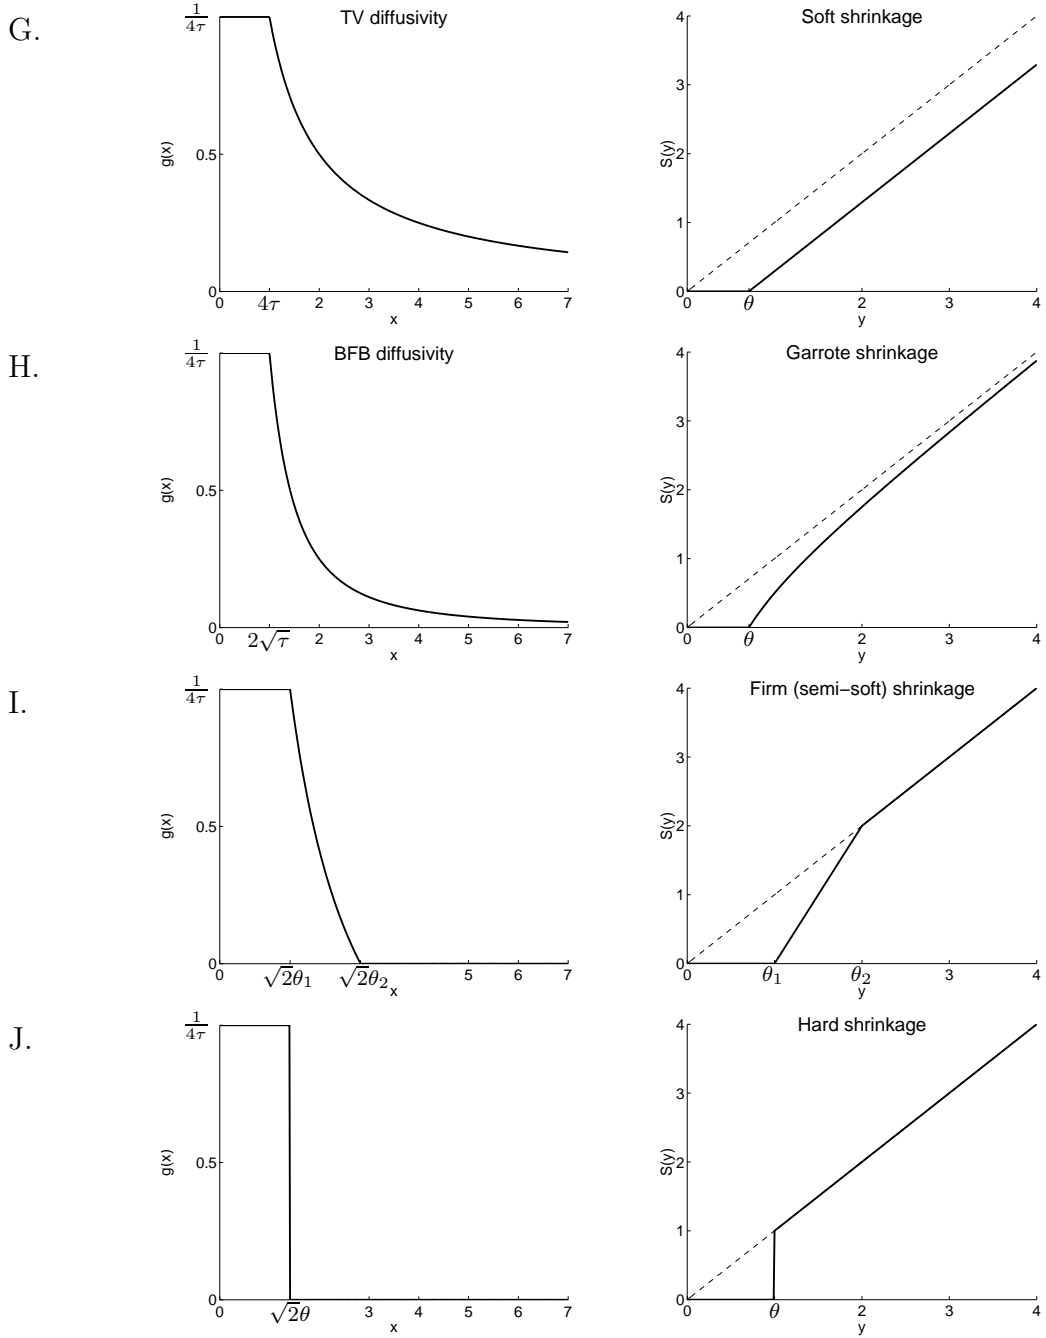 G.
TV diffusivity
1/4τ
0.5
0
g(x)
0 4τ 2 3 4 5 6 7
x
Soft shrinkage
4
3
2
1
0
S(y)
0 θ 2 3 4
y
H.
BFB diffusivity
1/4τ
0.5
0
g(x)
0 2√τ 2 3 4 5 6 7
x
Garrote shrinkage
4
3
2
1
0
S(y)
0 θ 2 3 4
y
I.
1/4τ
0.5
0
g(x)
0 √2θ₁ √2θ₂ 5 6 7
x
Firm (semi−soft) shrinkage
4
3
2
1
0
S(y)
0 θ₁ θ₂ 3 4
y
J.
1/4τ
0.5
0
g(x)
0 √2θ 3 4 5 6 7
x
Hard shrinkage
4
3
2
1
0
S(y)
0 θ 2 3 4
y